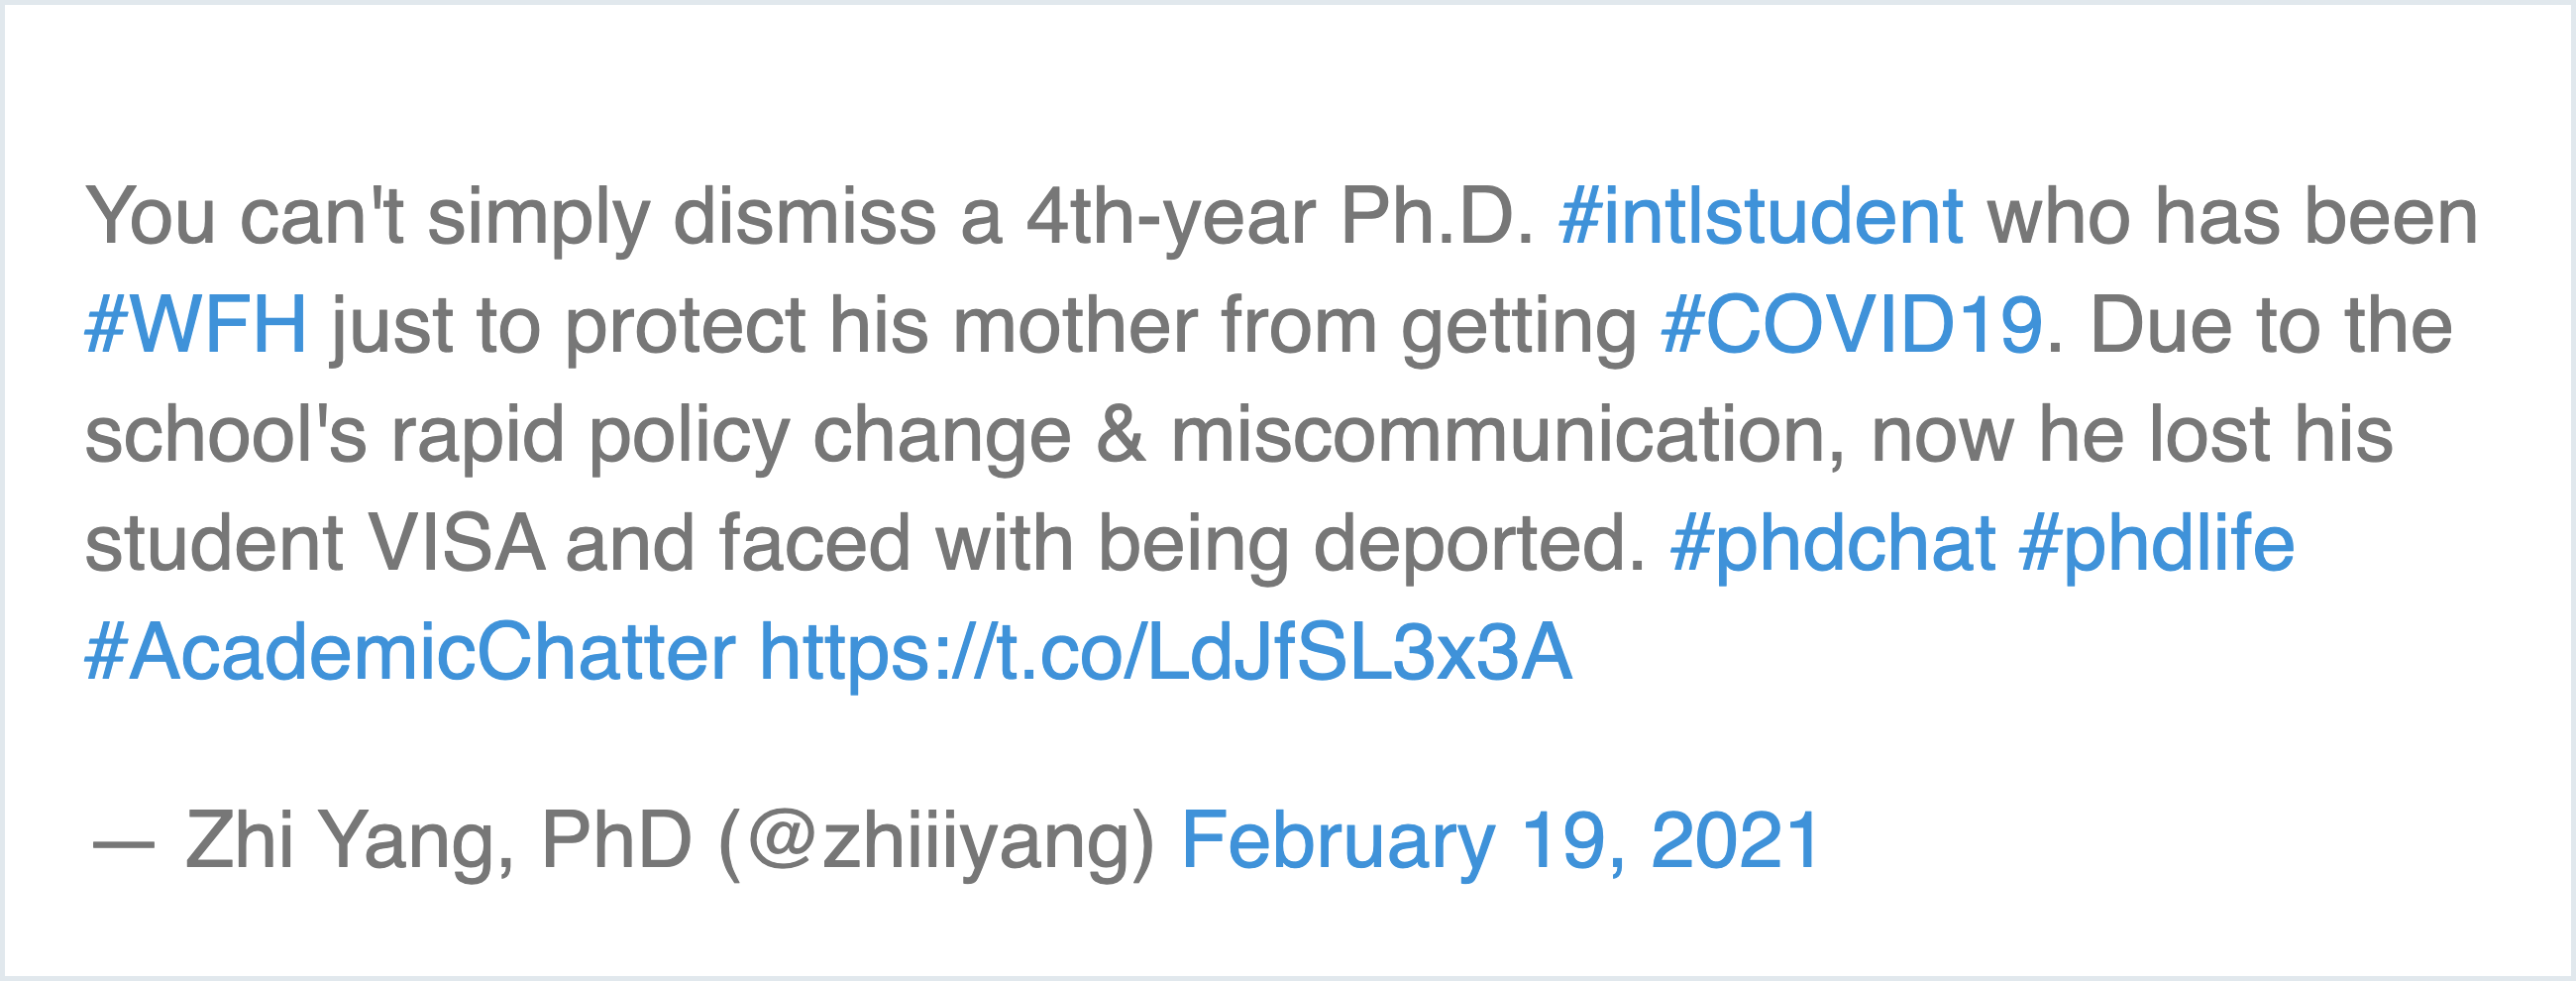 You can't simply dismiss a 4th-year Ph.D. #intlstudent who has been
#WFH just to protect his mother from getting #COVID19. Due to the
school's rapid policy change & miscommunication, now he lost his
student VISA and faced with being deported. #phdchat #phdlife
#AcademicChatter https://t.co/LdJfSL3x3A
— Zhi Yang, PhD (@zhiiiyang) February 19, 2021